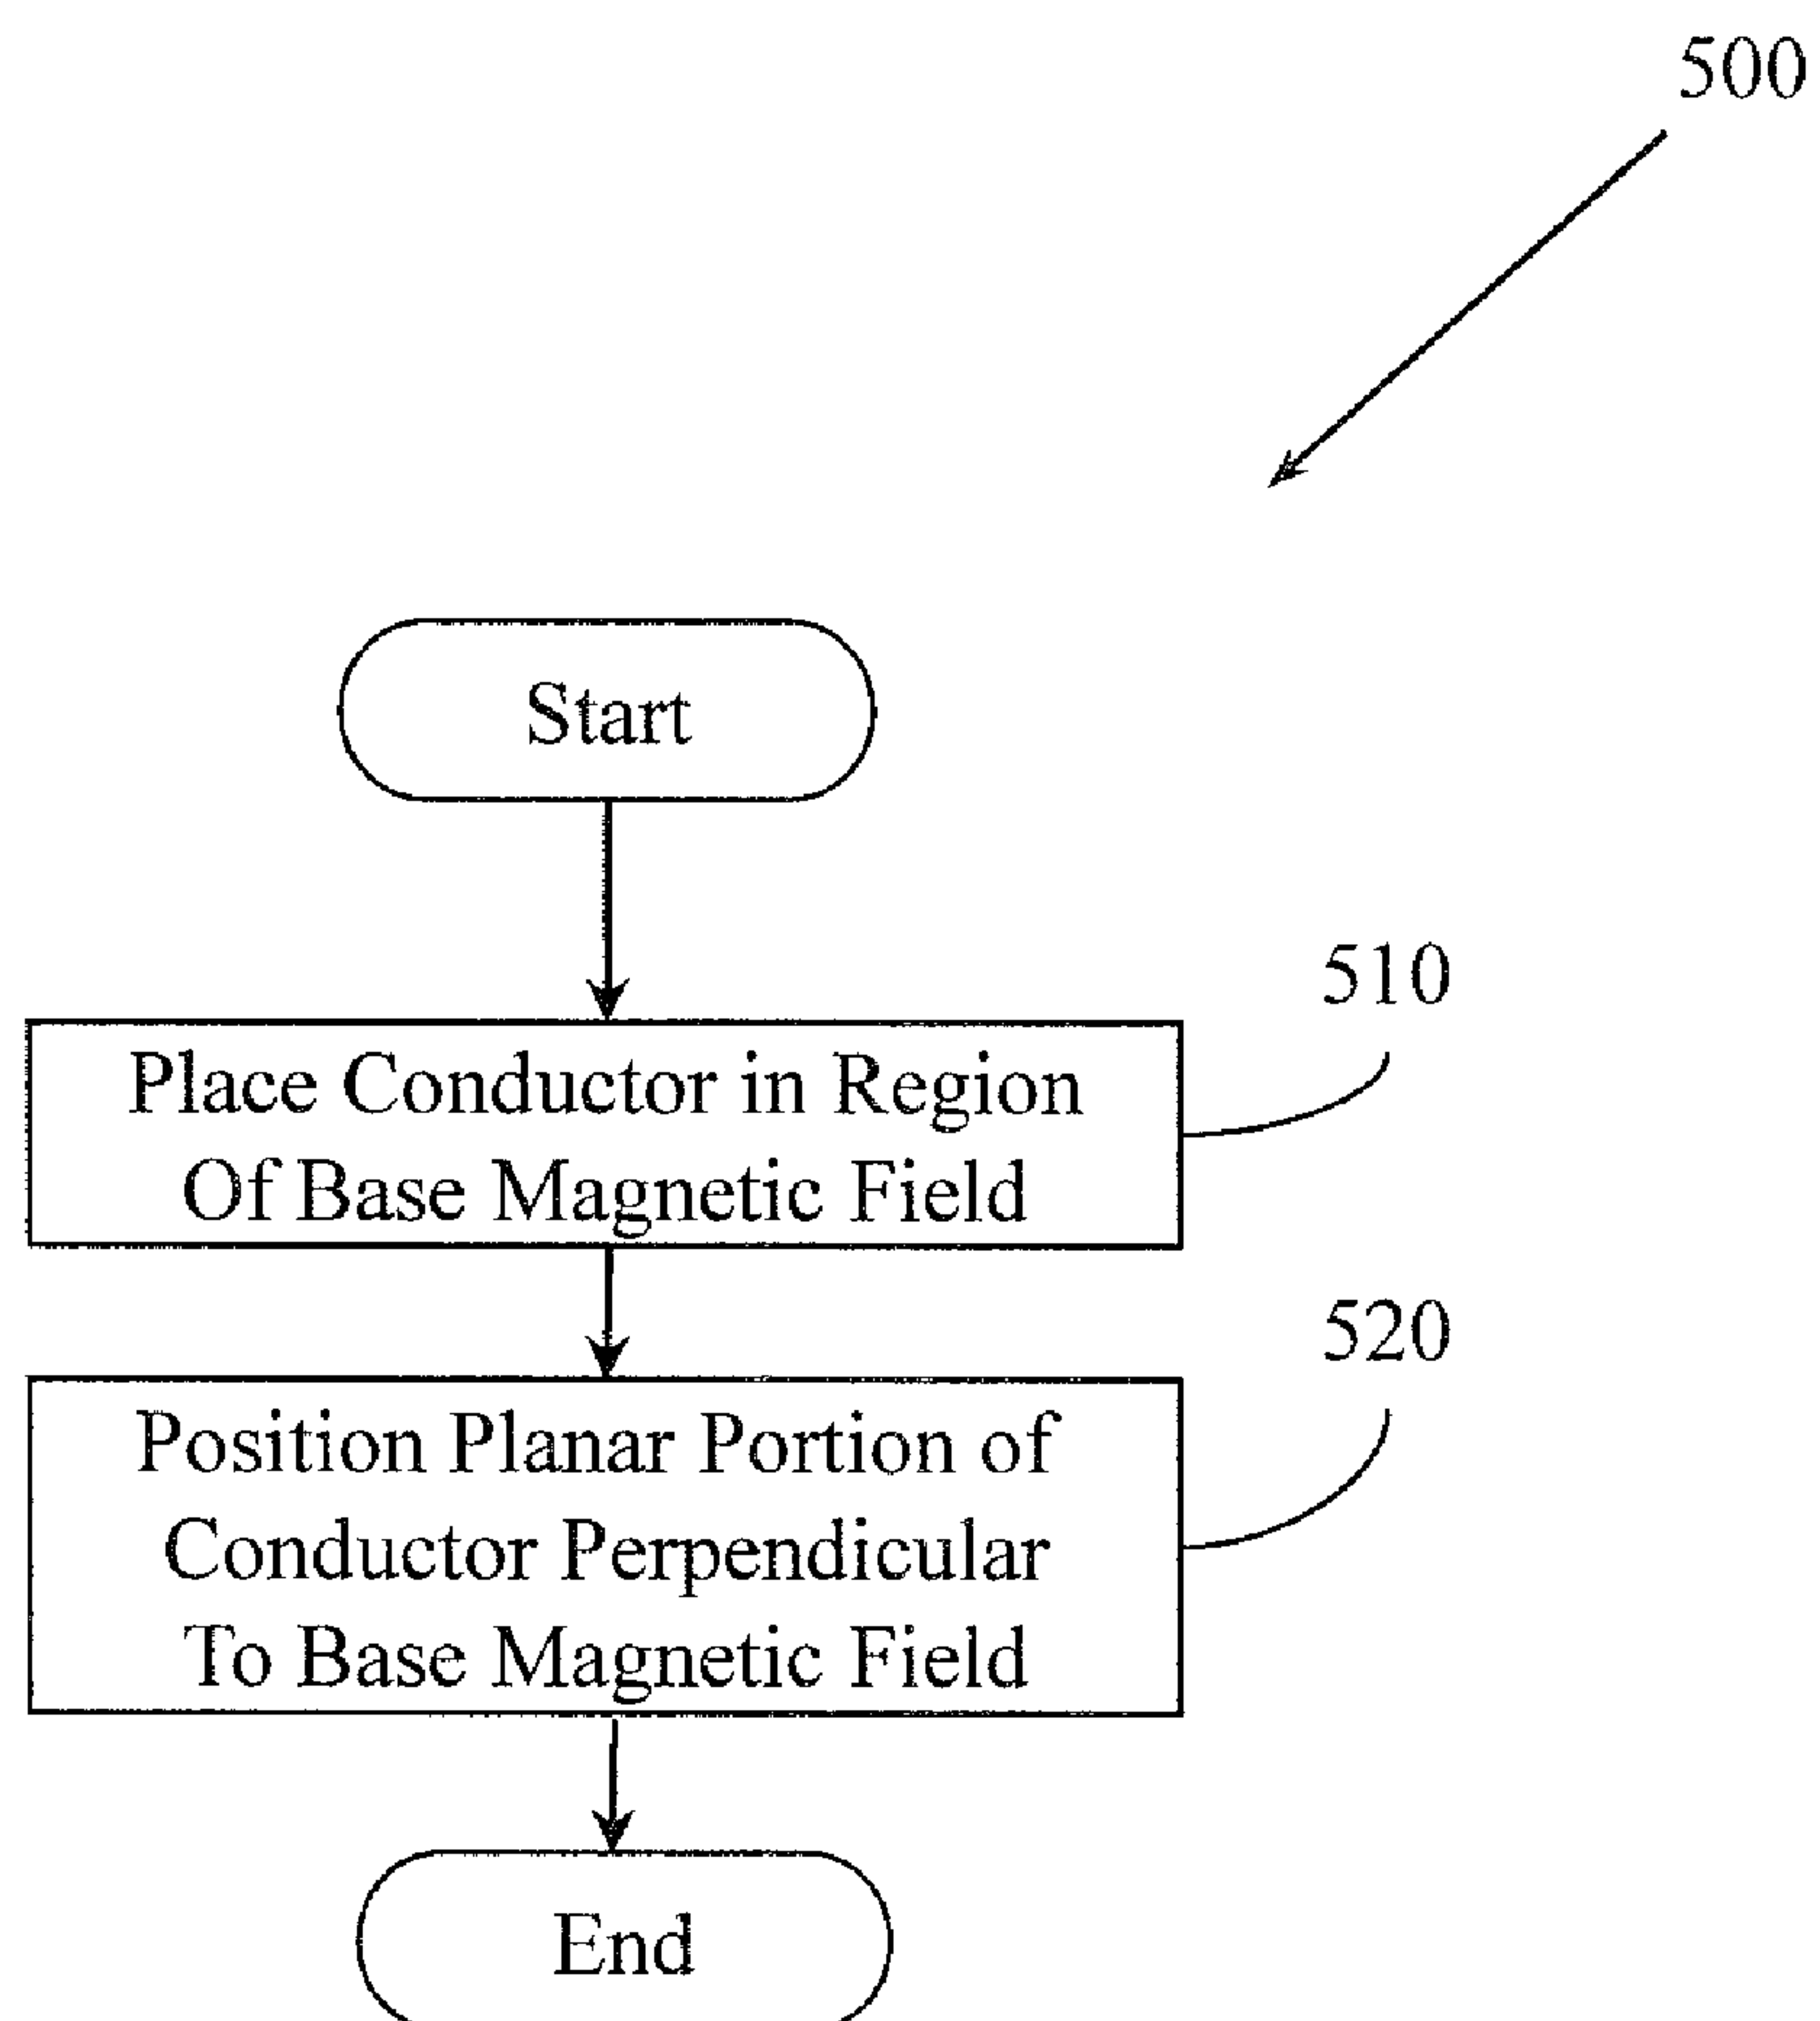 500
Start
510
Place Conductor in Region
Of Base Magnetic Field
520
Position Planar Portion of
Conductor Perpendicular
To Base Magnetic Field
End